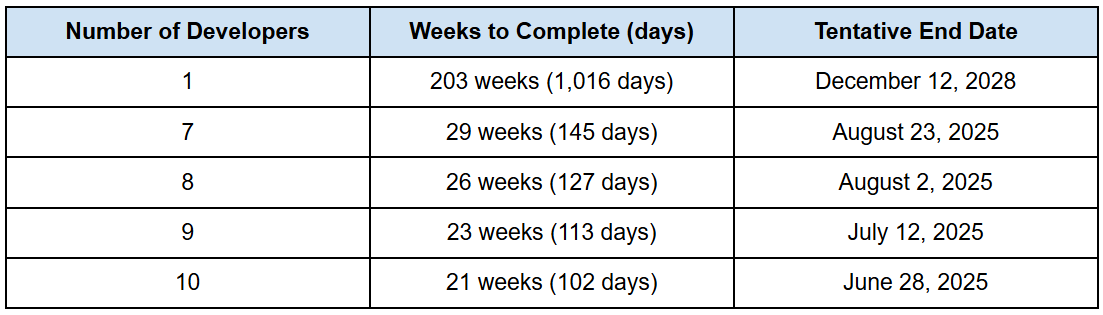 Number of Developers Weeks to Complete (days) Tentative End Date
1 203 weeks (1,016 days) December 12, 2028
7 29 weeks (145 days) August 23, 2025
8 26 weeks (127 days) August 2, 2025
9 23 weeks (113 days) July 12, 2025
10 21 weeks (102 days) June 28, 2025